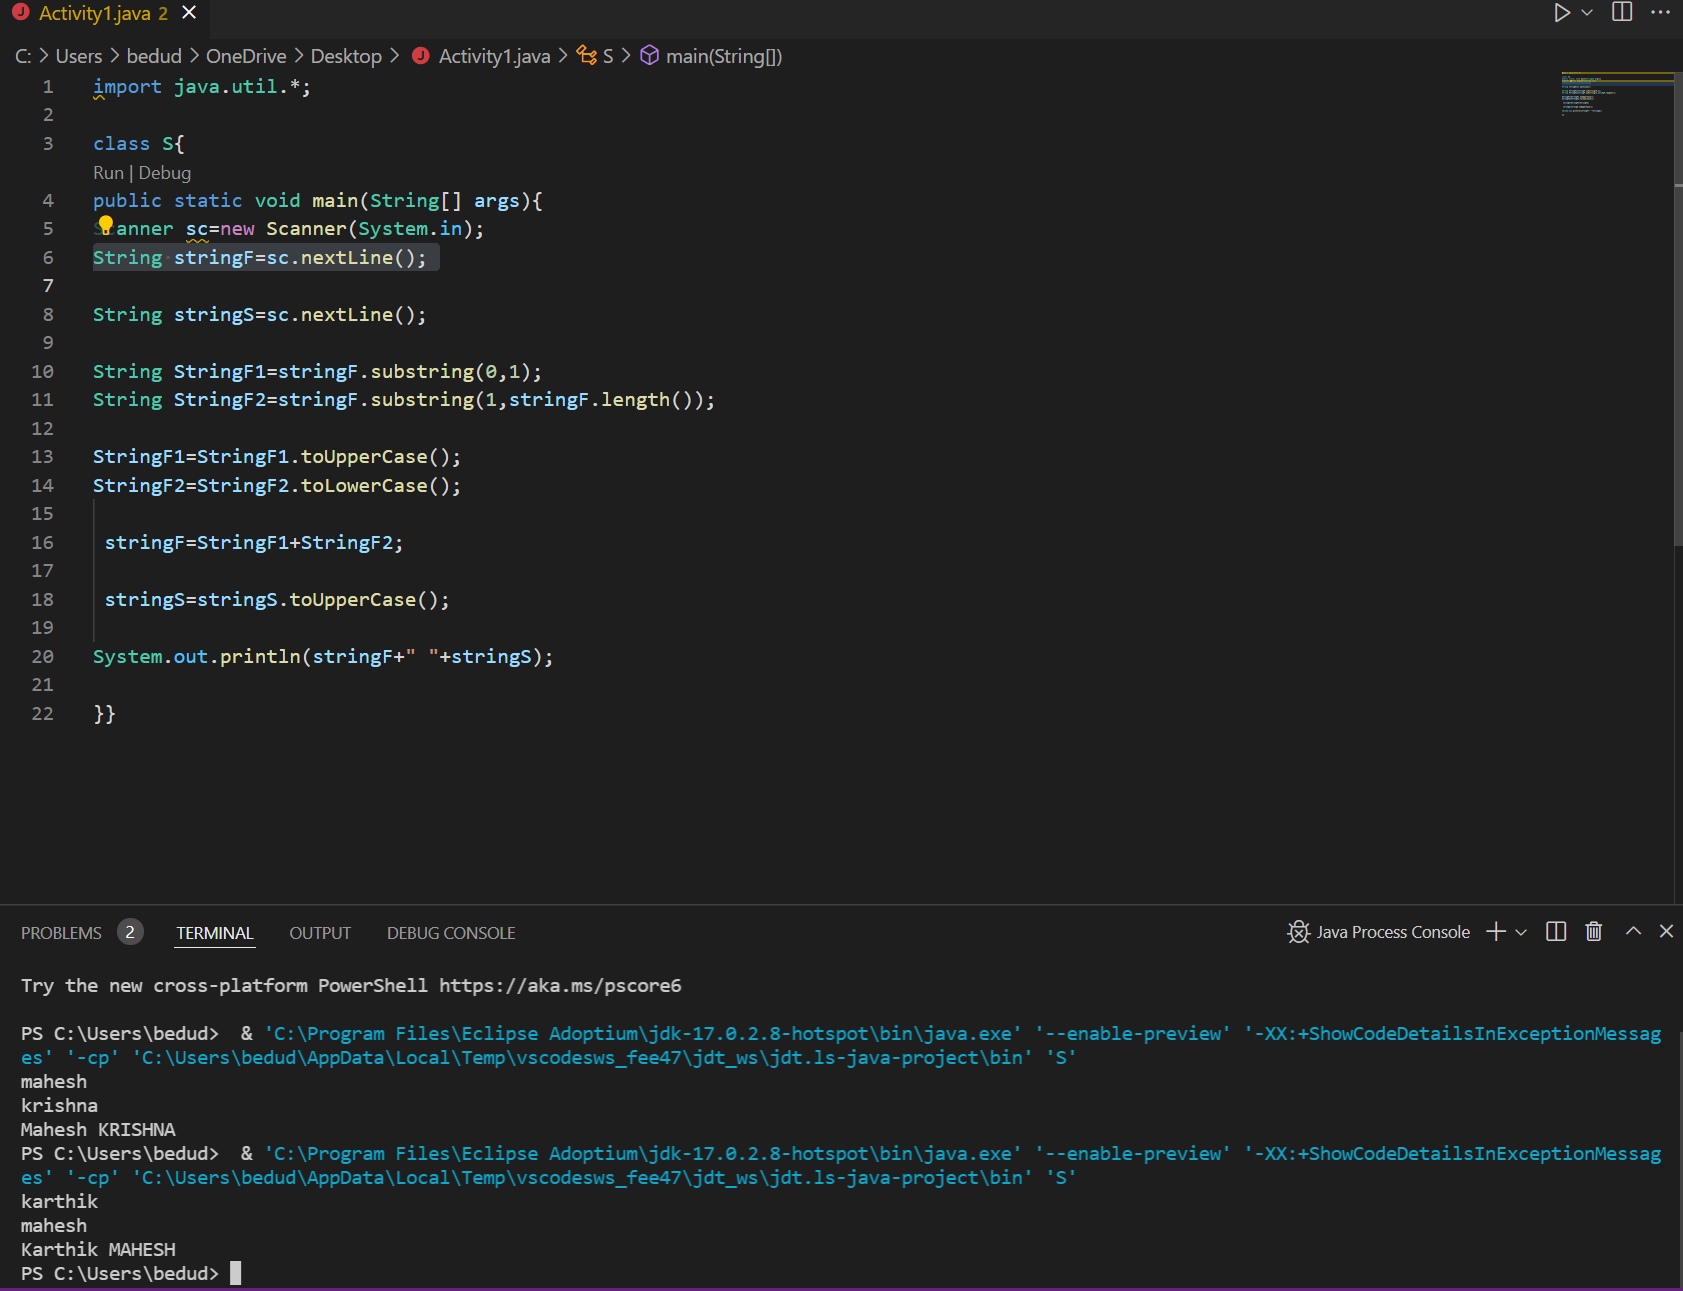 Activity1.java 2
C: > Users > bedud > OneDrive > Desktop > Activity1.java > S > main(String[])
1 import java.util.*;
2
3 class S{
Run | Debug
4 public static void main(String[] args){
5 Scanner sc=new Scanner(System.in);
6 String stringF=sc.nextLine();
7
8 String stringS=sc.nextLine();
9
10 String StringF1=stringF.substring(0,1);
11 String StringF2=stringF.substring(1,stringF.length());
12
13 StringF1=StringF1.toUpperCase();
14 StringF2=StringF2.toLowerCase();
15
16 stringF=StringF1+StringF2;
17
18 stringS=stringS.toUpperCase();
19
20 System.out.println(stringF+" "+stringS);
21
22 }}
PROBLEMS 2 TERMINAL OUTPUT DEBUG CONSOLE Java Process Console
Try the new cross-platform PowerShell https://aka.ms/pscore6
PS C:\Users\bedud>  & 'C:\Program Files\Eclipse Adoptium\jdk-17.0.2.8-hotspot\bin\java.exe' '--enable-preview' '-XX:+ShowCodeDetailsInExceptionMessag
es' '-cp' 'C:\Users\bedud\AppData\Local\Temp\vscodesws_fee47\jdt_ws\jdt.ls-java-project\bin' 'S'
mahesh
krishna
Mahesh KRISHNA
PS C:\Users\bedud>  & 'C:\Program Files\Eclipse Adoptium\jdk-17.0.2.8-hotspot\bin\java.exe' '--enable-preview' '-XX:+ShowCodeDetailsInExceptionMessag
es' '-cp' 'C:\Users\bedud\AppData\Local\Temp\vscodesws_fee47\jdt_ws\jdt.ls-java-project\bin' 'S'
karthik
mahesh
Karthik MAHESH
PS C:\Users\bedud>